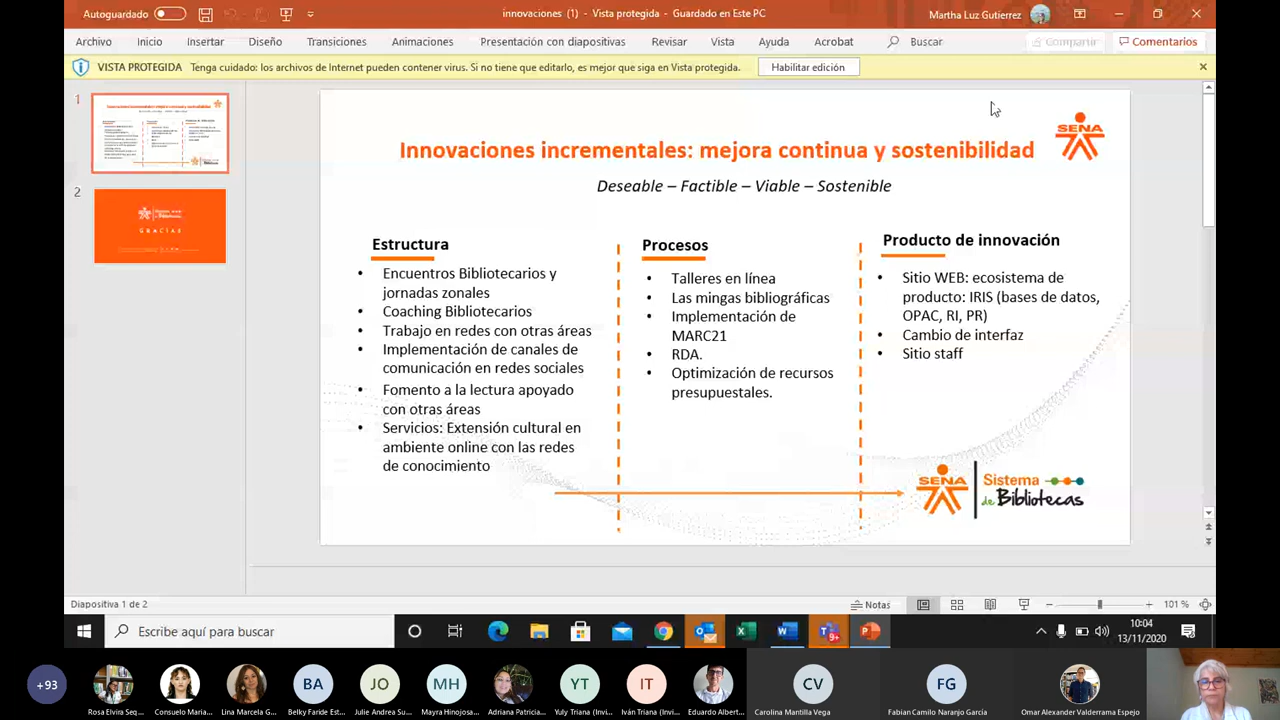 Autoguardado
innovaciones (1) - Vista protegida - Guardado en Este PC
Martha Luz Gutierrez
Archivo Inicio Insertar Diseño Transiciones Animaciones Presentación con diapositivas Revisar Vista Ayuda Acrobat Buscar Compartir Comentarios
VISTA PROTEGIDA Tenga cuidado: los archivos de Internet pueden contener virus. Si no tiene que editarlo, es mejor que siga en Vista protegida. Habilitar edición
1
2
GRACIAS
SENA
Innovaciones incrementales: mejora continua y sostenibilidad
Deseable – Factible – Viable – Sostenible
Estructura
• Encuentros Bibliotecarios y
jornadas zonales
• Coaching Bibliotecarios
• Trabajo en redes con otras áreas
• Implementación de canales de
comunicación en redes sociales
• Fomento a la lectura apoyado
con otras áreas
• Servicios: Extensión cultural en
ambiente online con las redes
de conocimiento
Procesos
• Talleres en línea
• Las mingas bibliográficas
• Implementación de
MARC21
• RDA.
• Optimización de recursos
presupuestales.
Producto de innovación
• Sitio WEB: ecosistema de
producto: IRIS (bases de datos,
OPAC, RI, PR)
• Cambio de interfaz
• Sitio staff
SENA
Sistema
de Bibliotecas
Diapositiva 1 de 2
Notas
101 %
Escribe aquí para buscar
10:04
13/11/2020
+93
BA
JO
MH
YT
IT
CV
FG
Rosa Elvira Seq...
Consuelo Maria...
Lina Marcela G...
Belky Faride Est...
Julie Andrea Su...
Mayra Hinojosa...
Adriana Patricia...
Yuly Triana (Invi...
Iván Triana (Invi...
Eduardo Albert...
Carolina Mantilla Vega
Fabian Camilo Naranjo García
Omar Alexander Valderrama Espejo